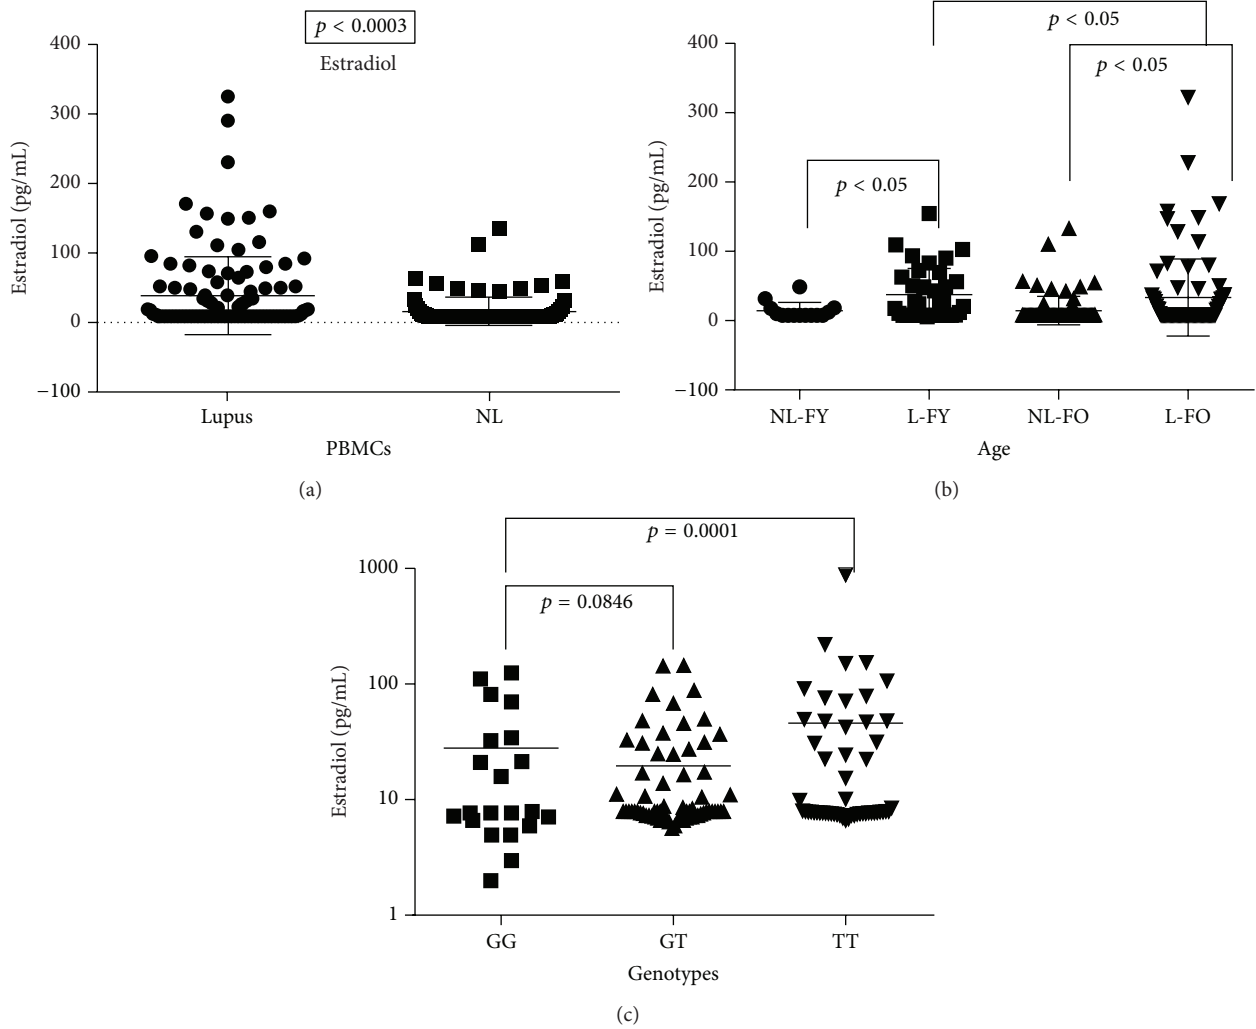 p < 0.0003
Estradiol
400
300
200
100
0
−100
Estradiol (pg/mL)
Lupus
NL
PBMCs
(a)
p < 0.05
p < 0.05
p < 0.05
400
300
200
100
0
−100
Estradiol (pg/mL)
NL-FY
L-FY
NL-FO
L-FO
Age
(b)
p = 0.0001
p = 0.0846
1000
100
10
1
Estradiol (pg/mL)
GG
GT
TT
Genotypes
(c)